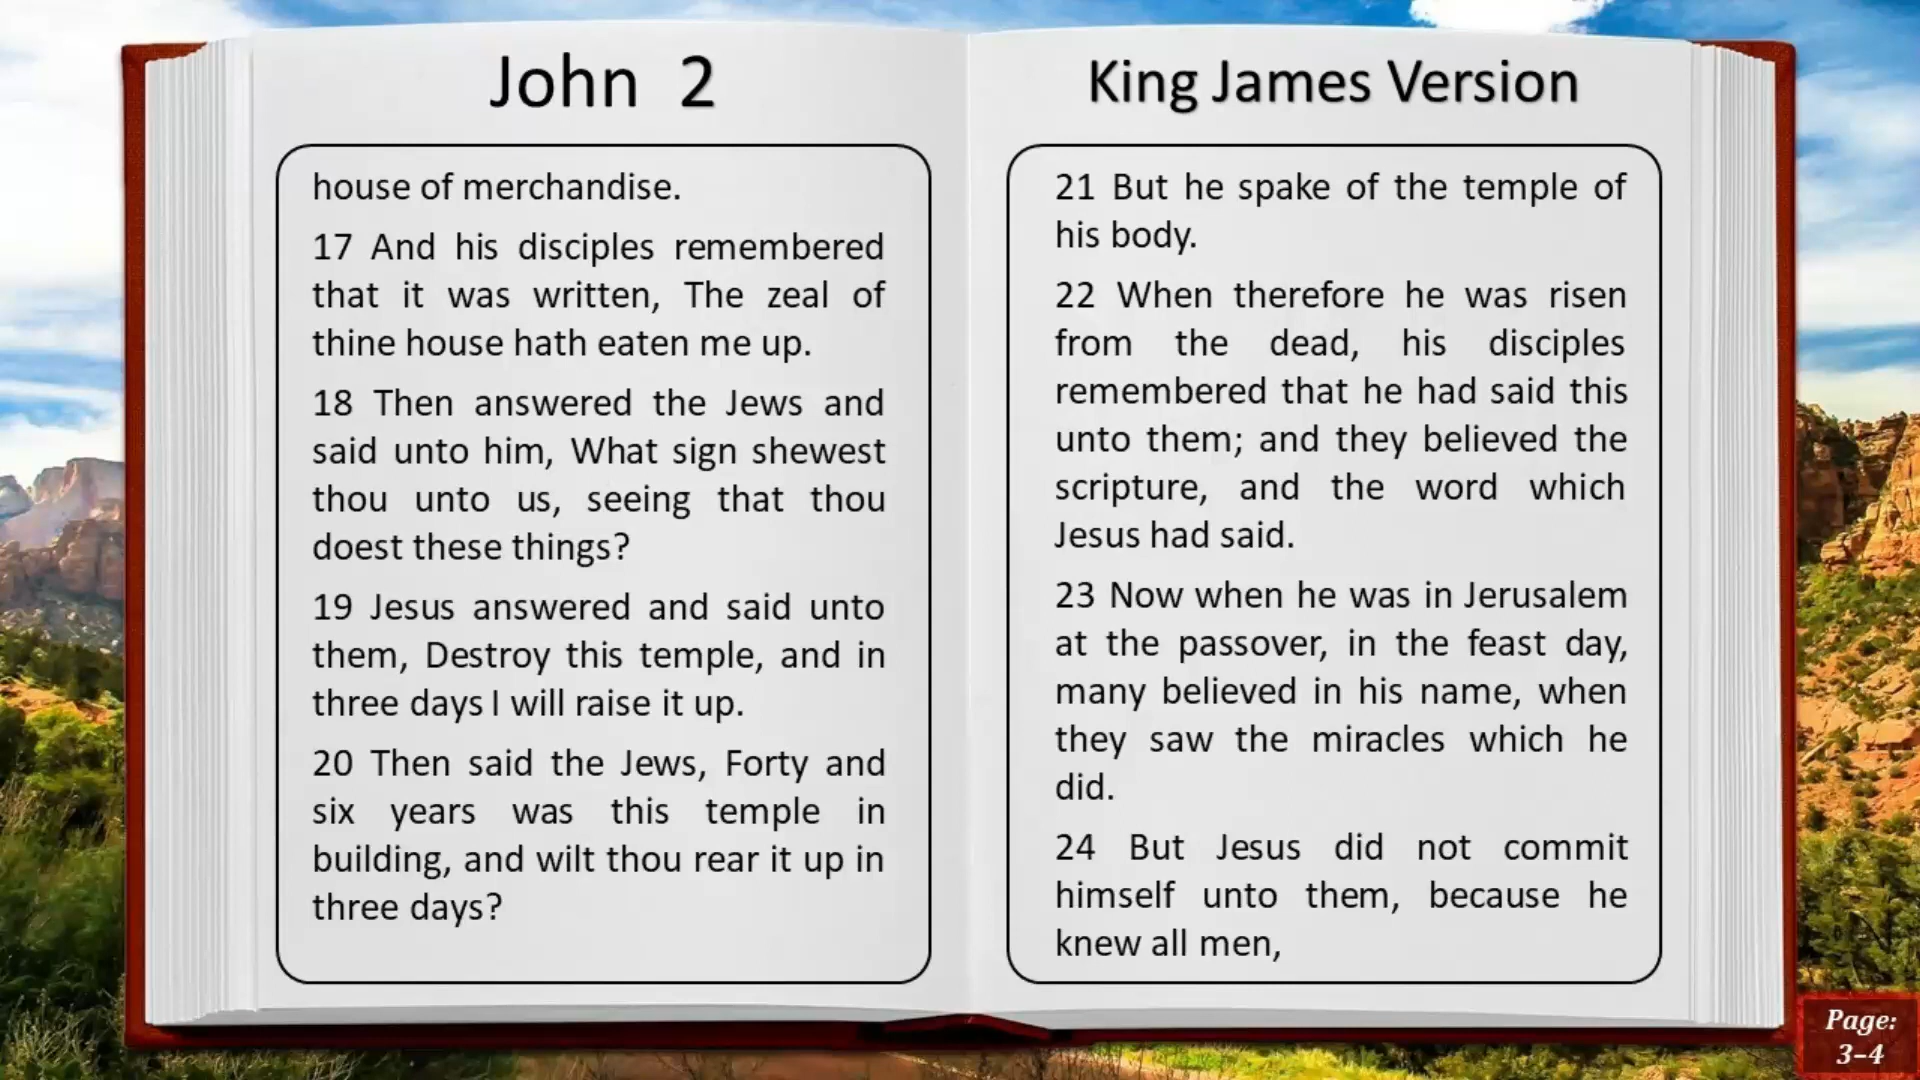 John 2
house of merchandise.
17 And his disciples remembered
that it was written, The zeal of
thine house hath eaten me up.
18 Then answered the Jews and
said unto him, What sign shewest
thou unto us, seeing that thou
doest these things?
19 Jesus answered and said unto
them, Destroy this temple, and in
three days I will raise it up.
20 Then said the Jews, Forty and
six years was this temple in
building, and wilt thou rear it up in
three days?
King James Version
21 But he spake of the temple of
his body.
22 When therefore he was risen
from the dead, his disciples
remembered that he had said this
unto them; and they believed the
scripture, and the word which
Jesus had said.
23 Now when he was in Jerusalem
at the passover, in the feast day,
many believed in his name, when
they saw the miracles which he
did.
24 But Jesus did not commit
himself unto them, because he
knew all men,
Page:
3–4